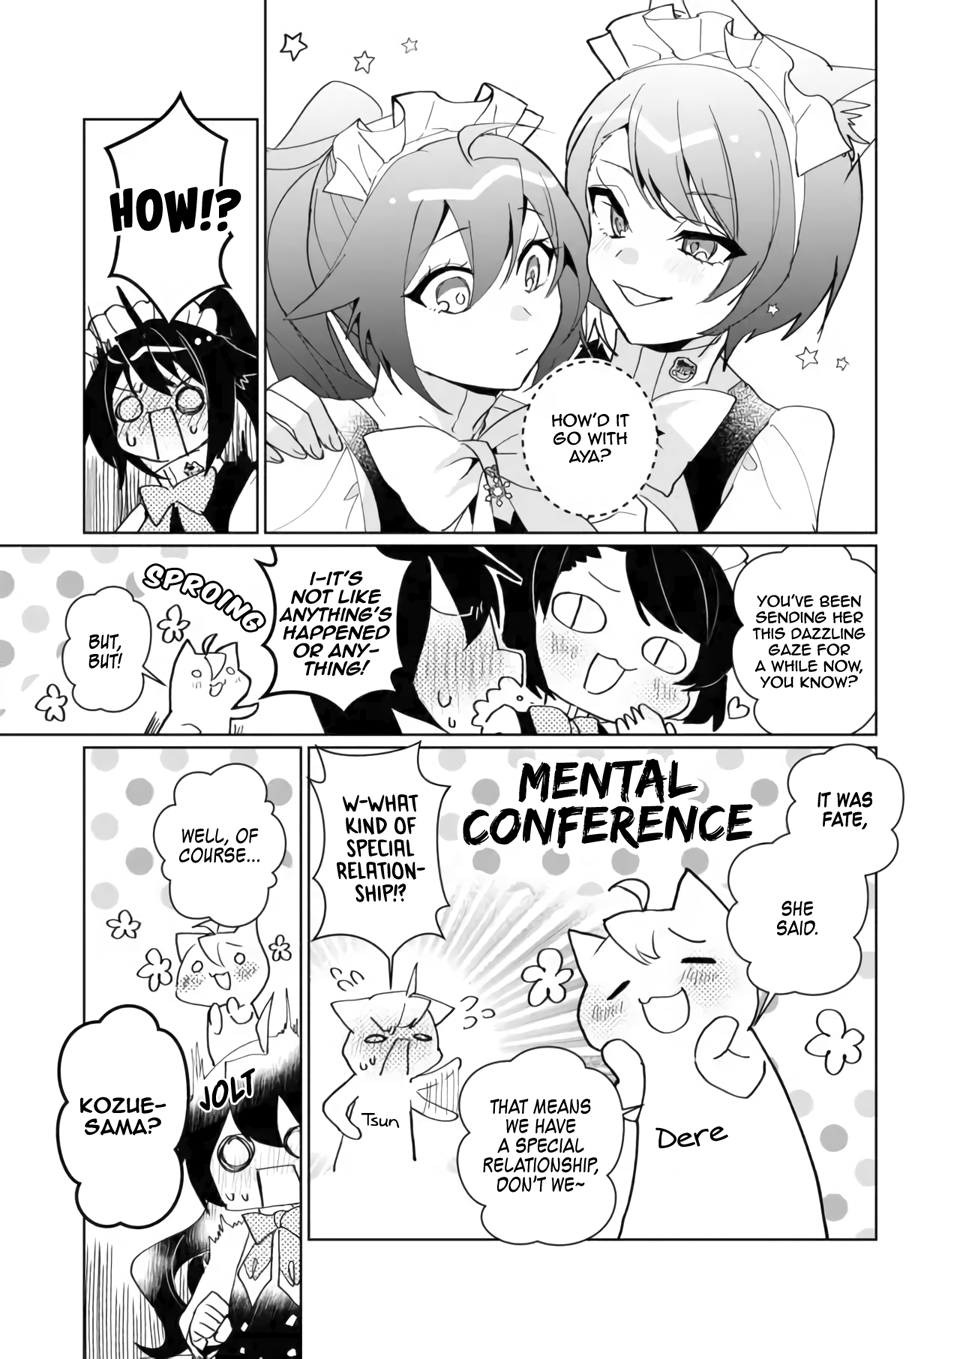 HOW'D IT
GO WITH
AYA?
HOW!?
YOU'VE BEEN
SENDING HER
THIS DAZZLING
GAZE FOR
A WHILE NOW,
YOU KNOW?
I-IT'S
NOT LIKE
ANYTHING'S
HAPPENED
OR ANY-
THING!
SPROING
BUT,
BUT!
IT WAS
FATE,
SHE
SAID.
MENTAL
CONFERENCE
Dere
THAT MEANS
WE HAVE
A SPECIAL
RELATIONSHIP,
DON'T WE~
W-WHAT
KIND OF
SPECIAL
RELATION-
SHIP!?
Tsun
WELL, OF
COURSE...
JOLT
KOZUE-
SAMA?